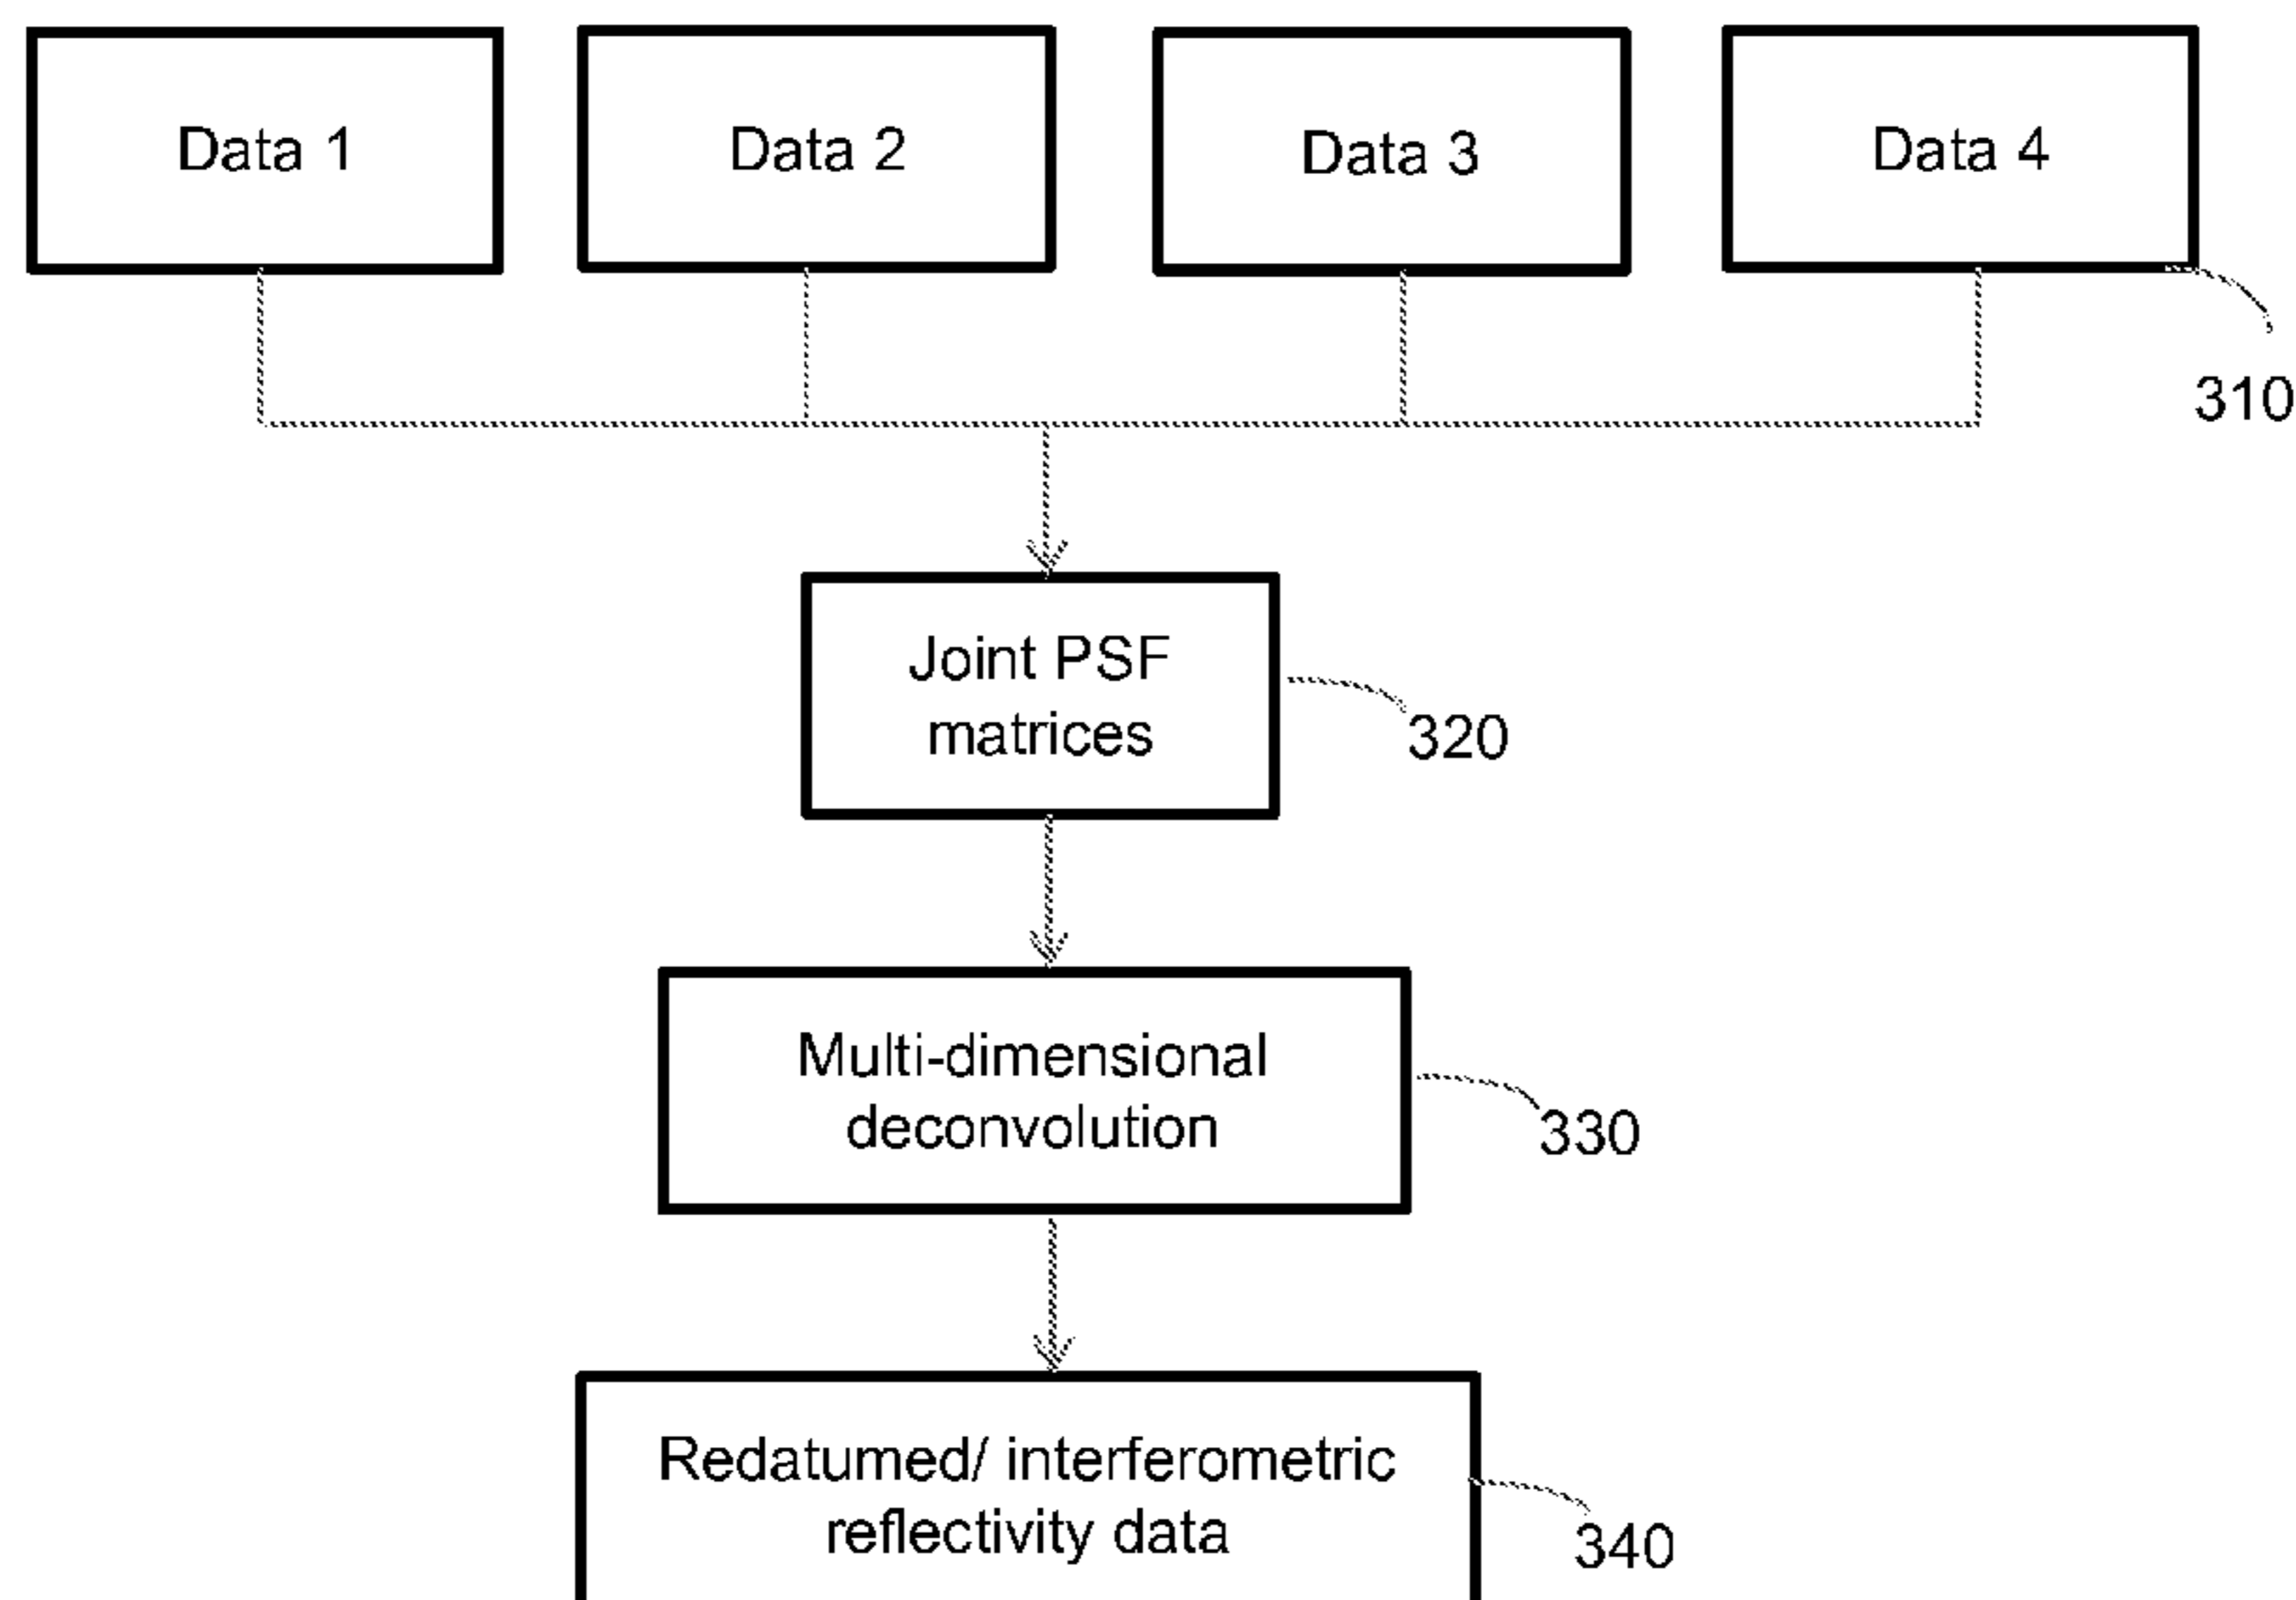 Data 1
Data 2
Data 3
Data 4
310
Joint PSF
matrices
320
Multi-dimensional
deconvolution
330
Redatumed/ interferometric
reflectivity data
340